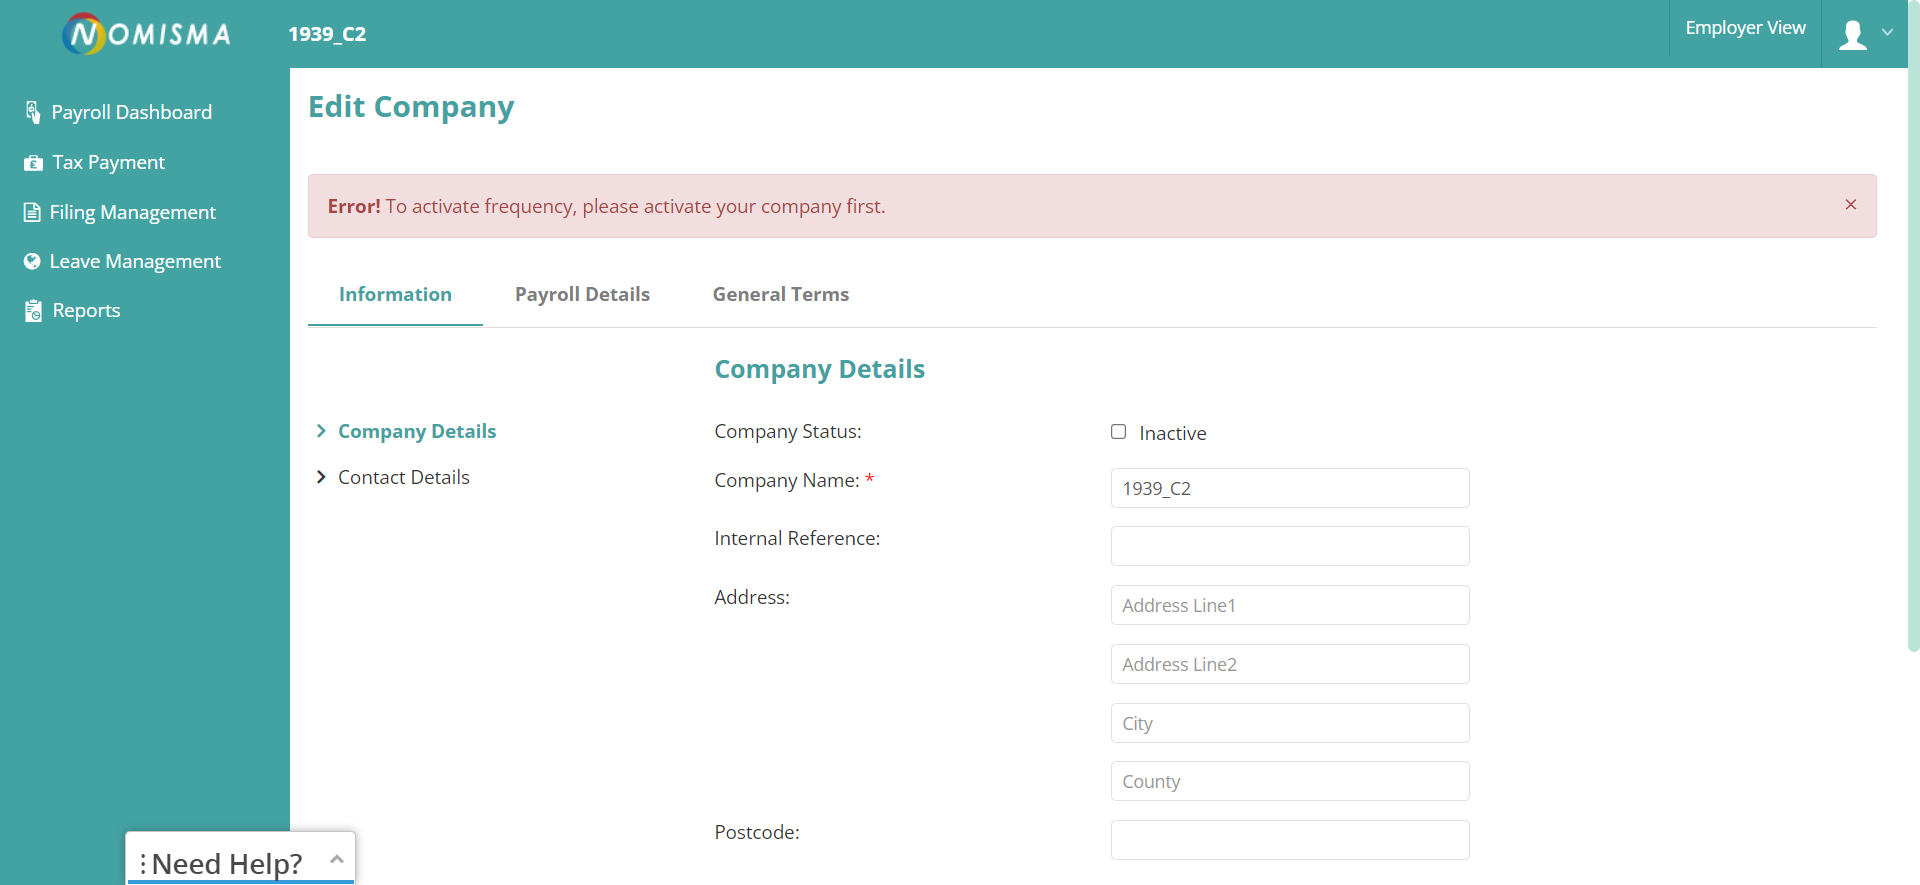 NOMISMA
1939_C2
Employer View
Payroll Dashboard
Tax Payment
Filing Management
Leave Management
Reports
Edit Company
Error! To activate frequency, please activate your company first.
×
Information Payroll Details General Terms
Company Details
Company Details
Contact Details
Company Status:
Inactive
Company Name: *
1939_C2
Internal Reference:
Address:
Address Line1
Address Line2
City
County
Postcode:
Need Help?